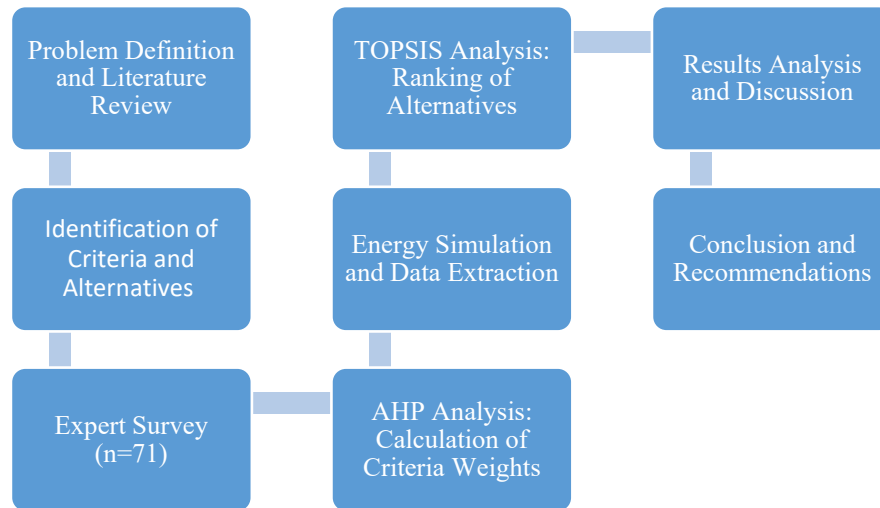 Problem Definition
and Literature
Review
Identification of
Criteria and
Alternatives
Expert Survey
(n=71)
AHP Analysis:
Calculation of
Criteria Weights
Energy Simulation
and Data Extraction
TOPSIS Analysis:
Ranking of
Alternatives
Results Analysis
and Discussion
Conclusion and
Recommendations